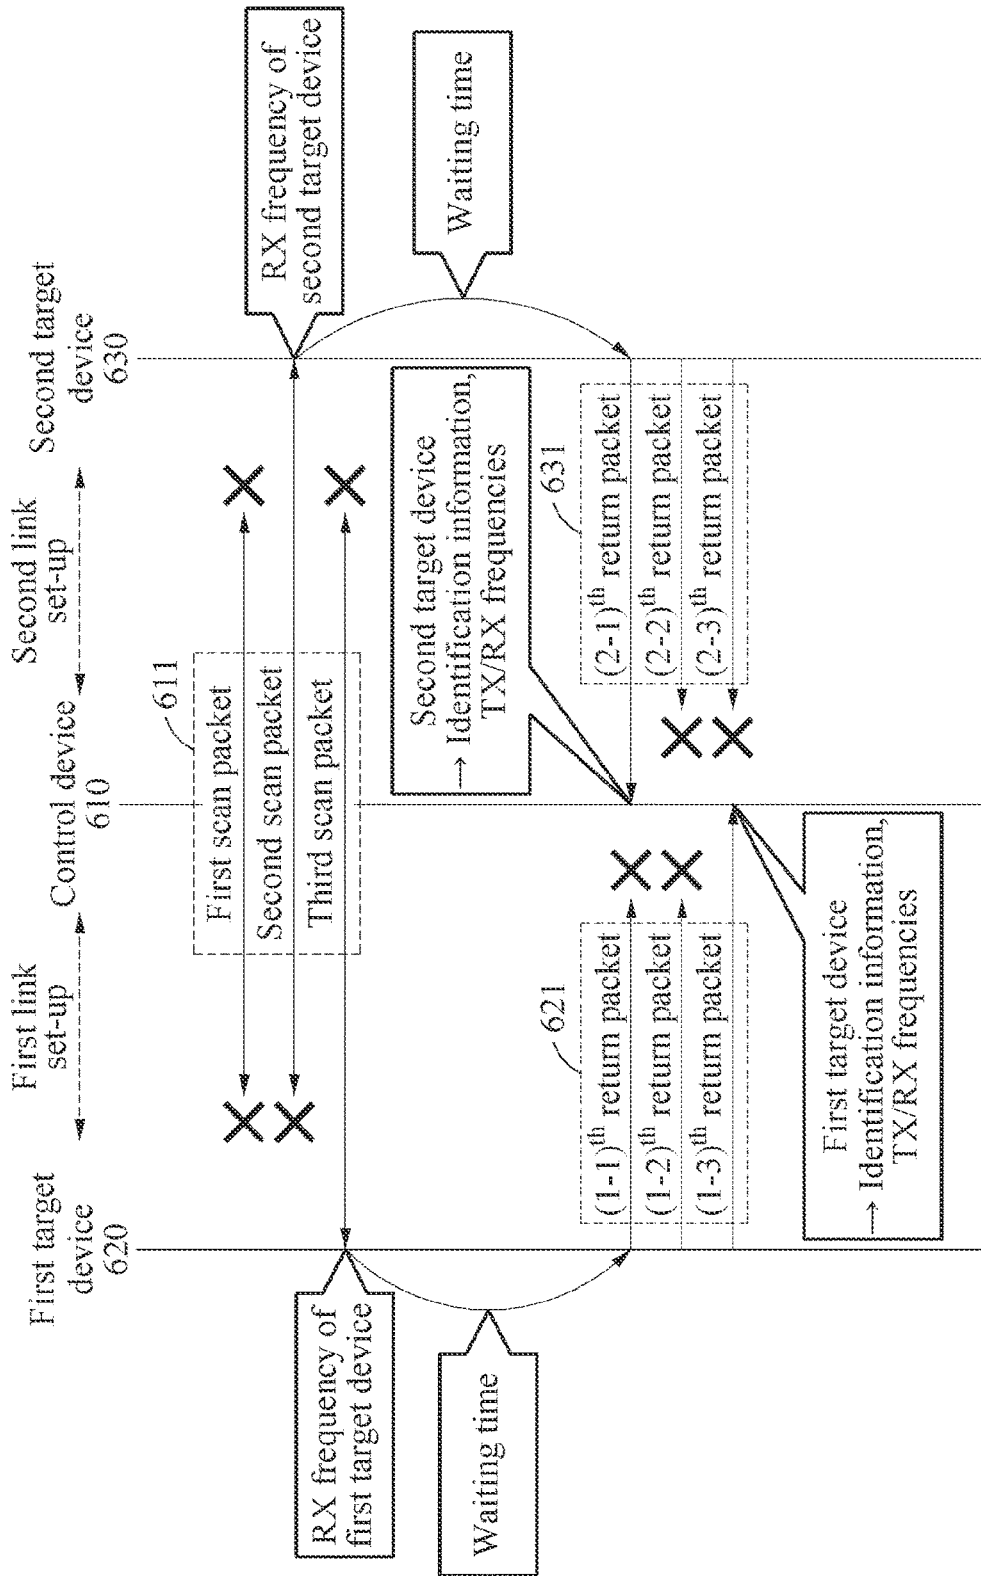 First target
device
620
First link
set-up
Control device
610
Second link
set-up
Second target
device
630
611
First scan packet
Second scan packet
Third scan packet
RX frequency of
first target device
RX frequency of
second target device
Waiting time
Waiting time
Second target device
→ Identification information,
TX/RX frequencies
621
(1-1)th return packet
(1-2)th return packet
(1-3)th return packet
631
(2-1)th return packet
(2-2)th return packet
(2-3)th return packet
First target device
→ Identification information,
TX/RX frequencies